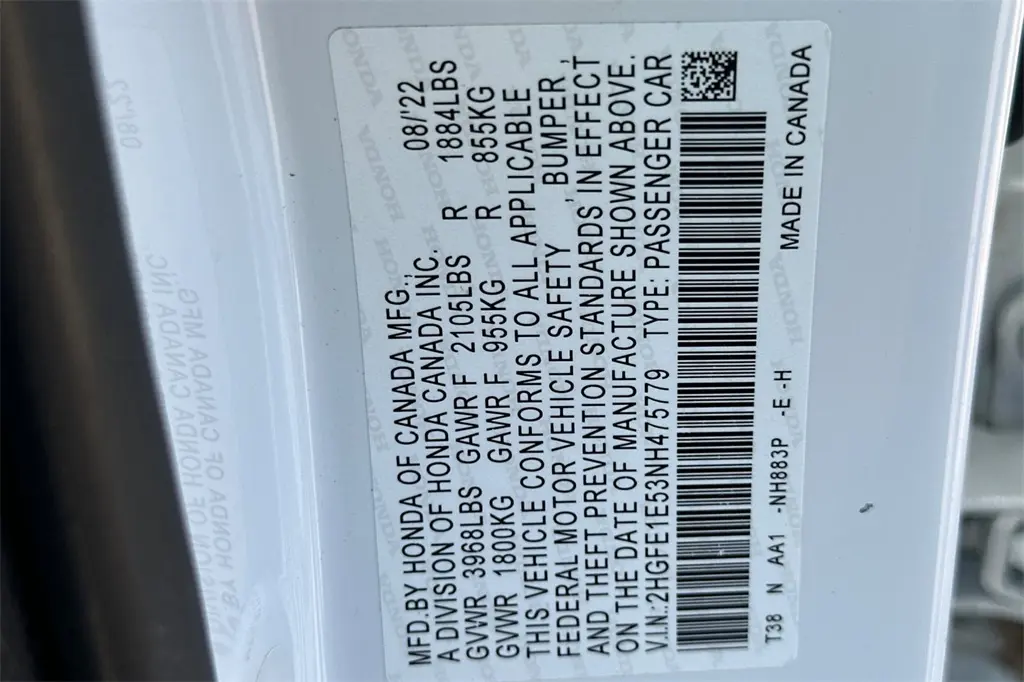 MFD.BY HONDA OF CANADA MFG., 08/'22
A DIVISION OF HONDA CANADA INC.
GVWR 3968LBS GAWR F 2105LBS R 1884LBS
GVWR 1800KG GAWR F 955KG R 855KG
THIS VEHICLE CONFORMS TO ALL APPLICABLE
FEDERAL MOTOR VEHICLE SAFETY , BUMPER ,
AND THEFT PREVENTION STANDARDS IN EFFECT
ON THE DATE OF MANUFACTURE SHOWN ABOVE.
V.I.N.:2HGFE1E53NH475779 TYPE: PASSENGER CAR
T38 N AA1 -NH883P -E -H
MADE IN CANADA